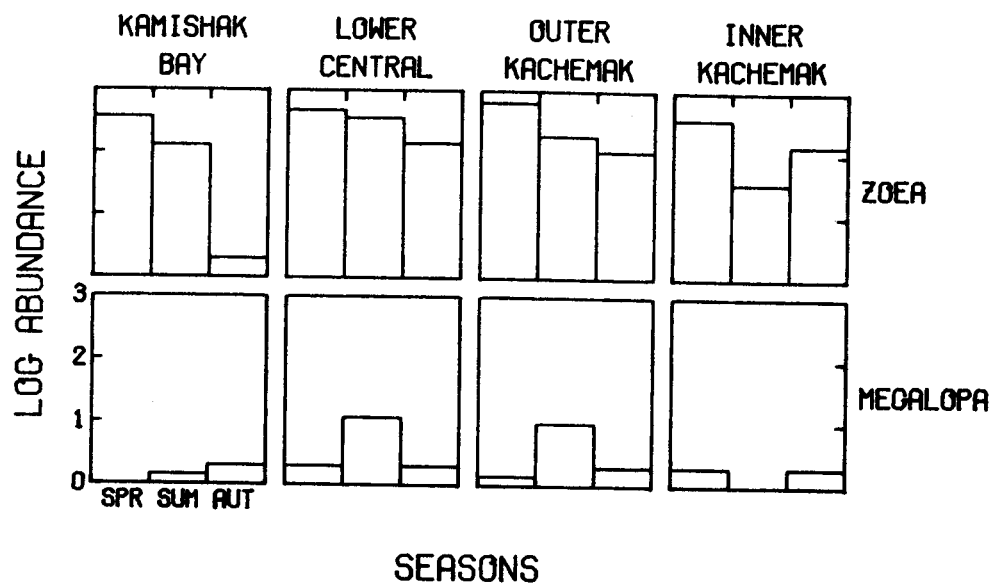 KAMISHAK
BAY
LOWER
CENTRAL
OUTER
KACHEMAK
INNER
KACHEMAK
ZOEA
LOG ABUNDANCE
3
2
1
0
MEGALOPA
SPR SUM AUT
SEASONS